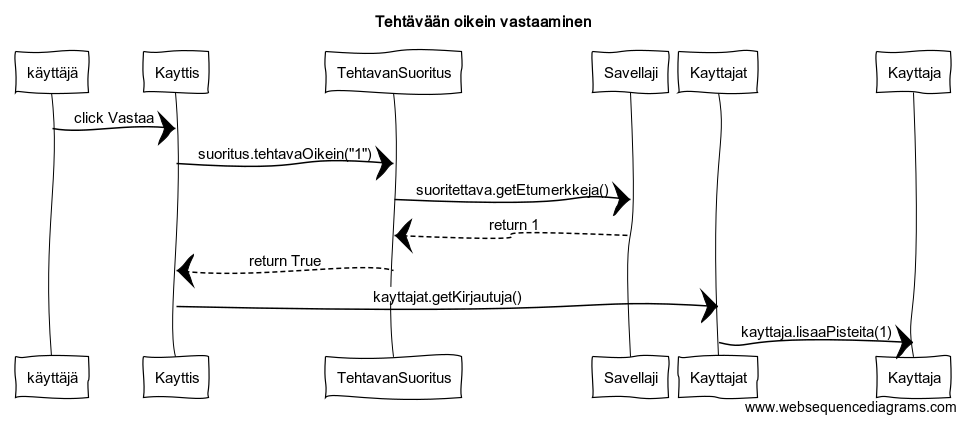 Tehtävään oikein vastaaminen
käyttäjä
Kayttis
TehtavanSuoritus
Savellaji
Kayttajat
Kayttaja
click Vastaa
suoritus.tehtavaOikein("1")
suoritettava.getEtumerkkeja()
return 1
return True
kayttajat.getKirjautuja()
kayttaja.lisaaPisteita(1)
käyttäjä
Kayttis
TehtavanSuoritus
Savellaji
Kayttajat
Kayttaja
www.websequencediagrams.com